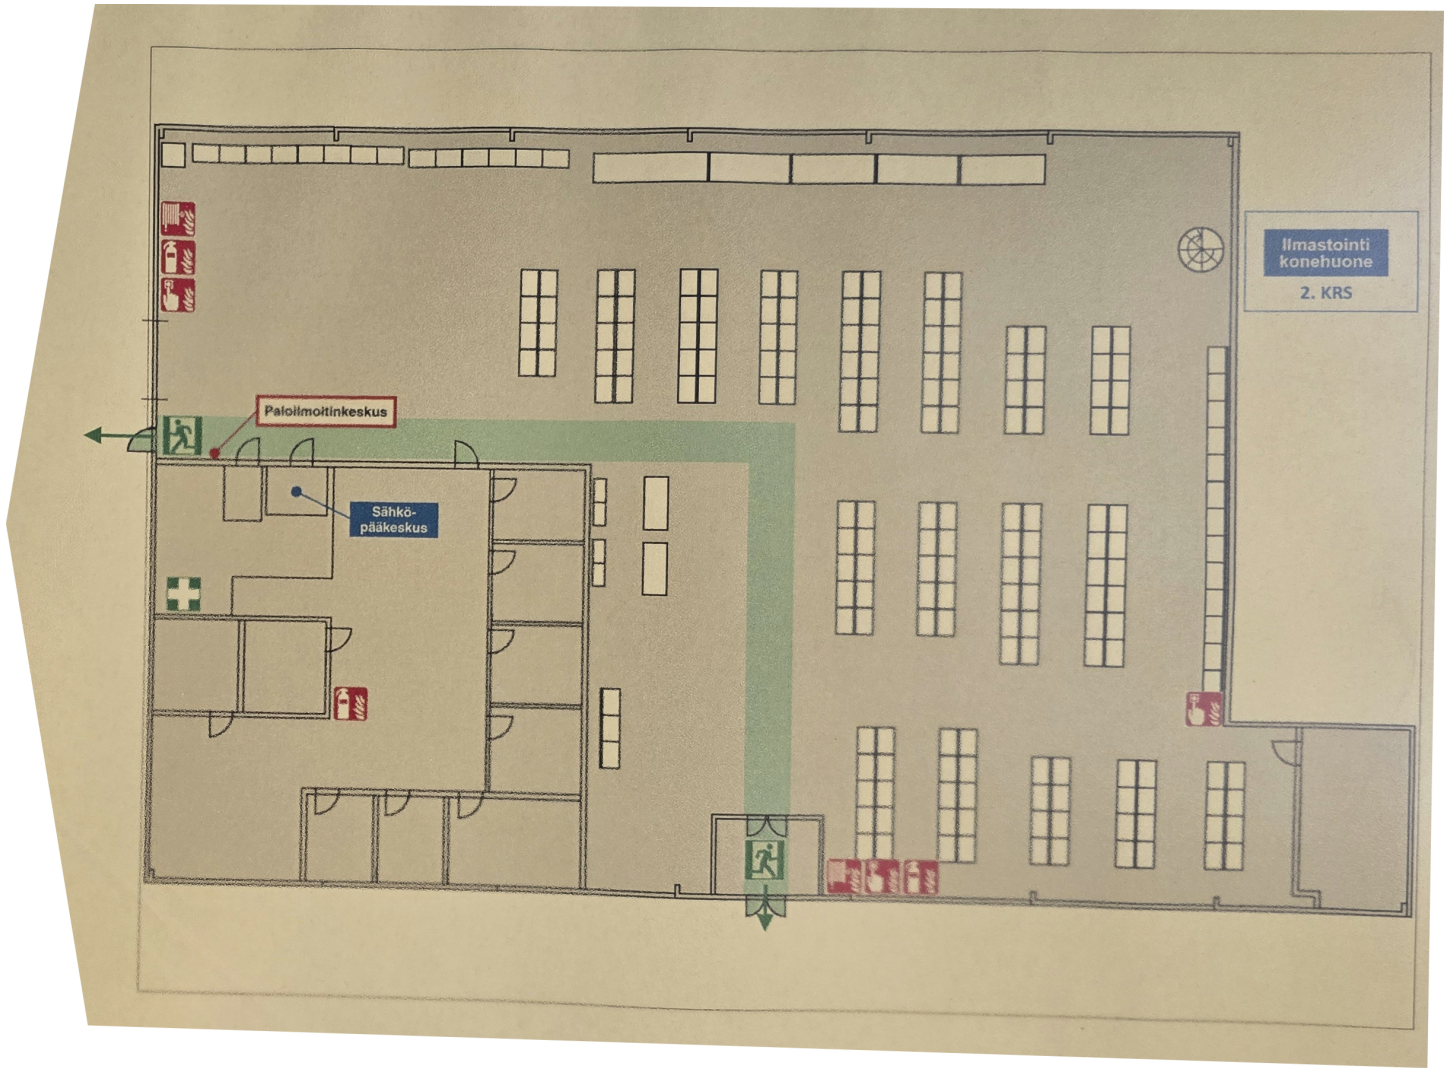 Ilmastointi
konehuone
2. KRS
Paloilmoitinkeskus
Sähkö-
pääkeskus